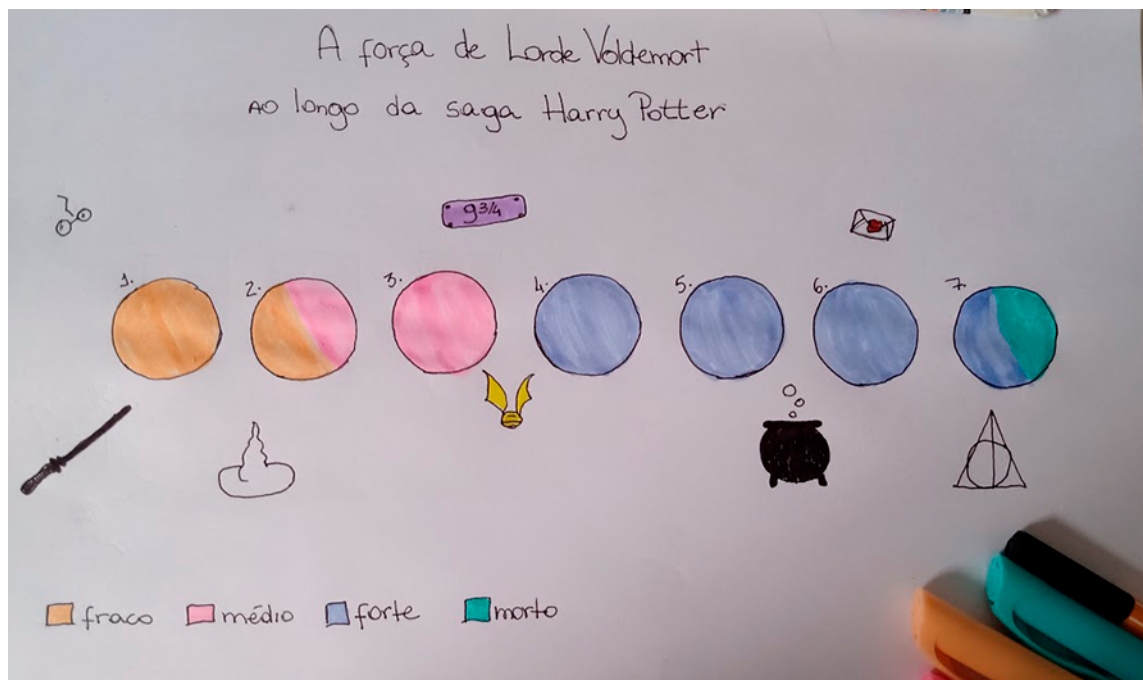 A força de Lorde Voldemort
AO longo da saga Harry Potter
9 3/4
1.
2.
3.
4.
5.
6.
7.
fraco
médio
forte
morto